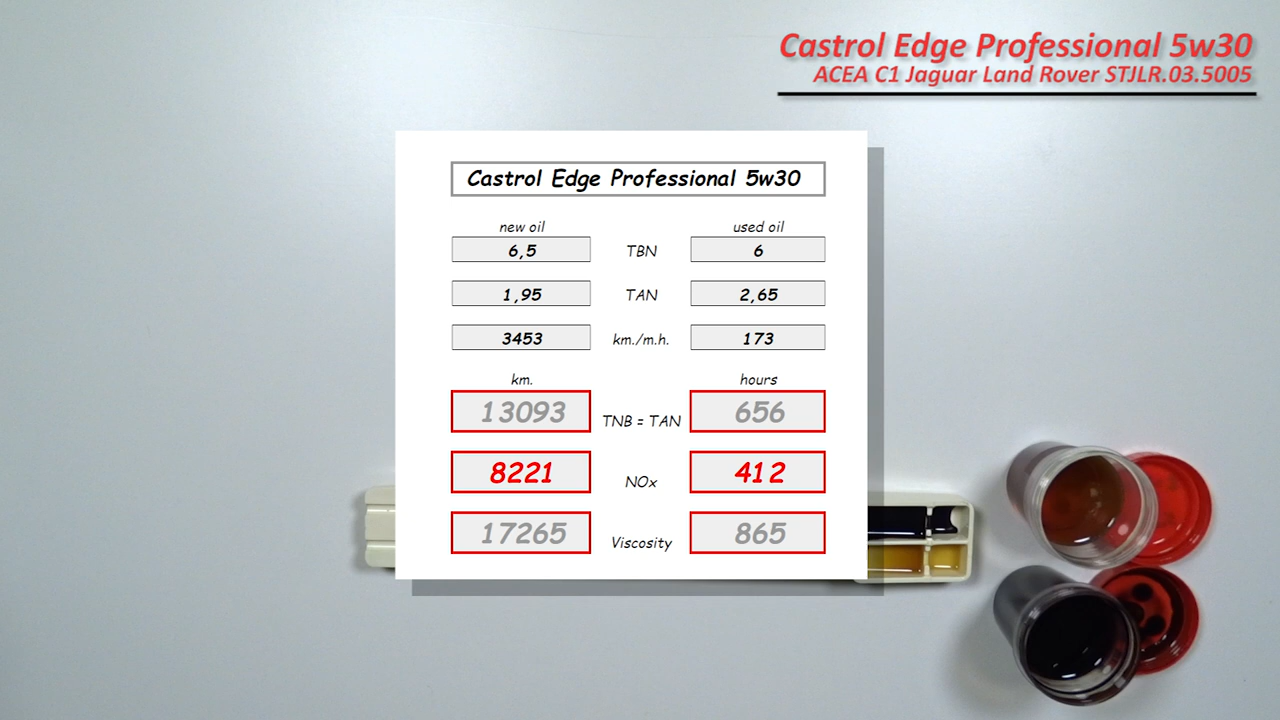 Castrol Edge Professional 5w30
ACEA C1 Jaguar Land Rover STJLR.03.5005
Castrol Edge Professional 5w30
new oil used oil
6,5 TBN 6
1,95 TAN 2,65
3453 km./m.h. 173
km. hours
13093 TNB = TAN 656
8221 NOx 412
17265 Viscosity 865